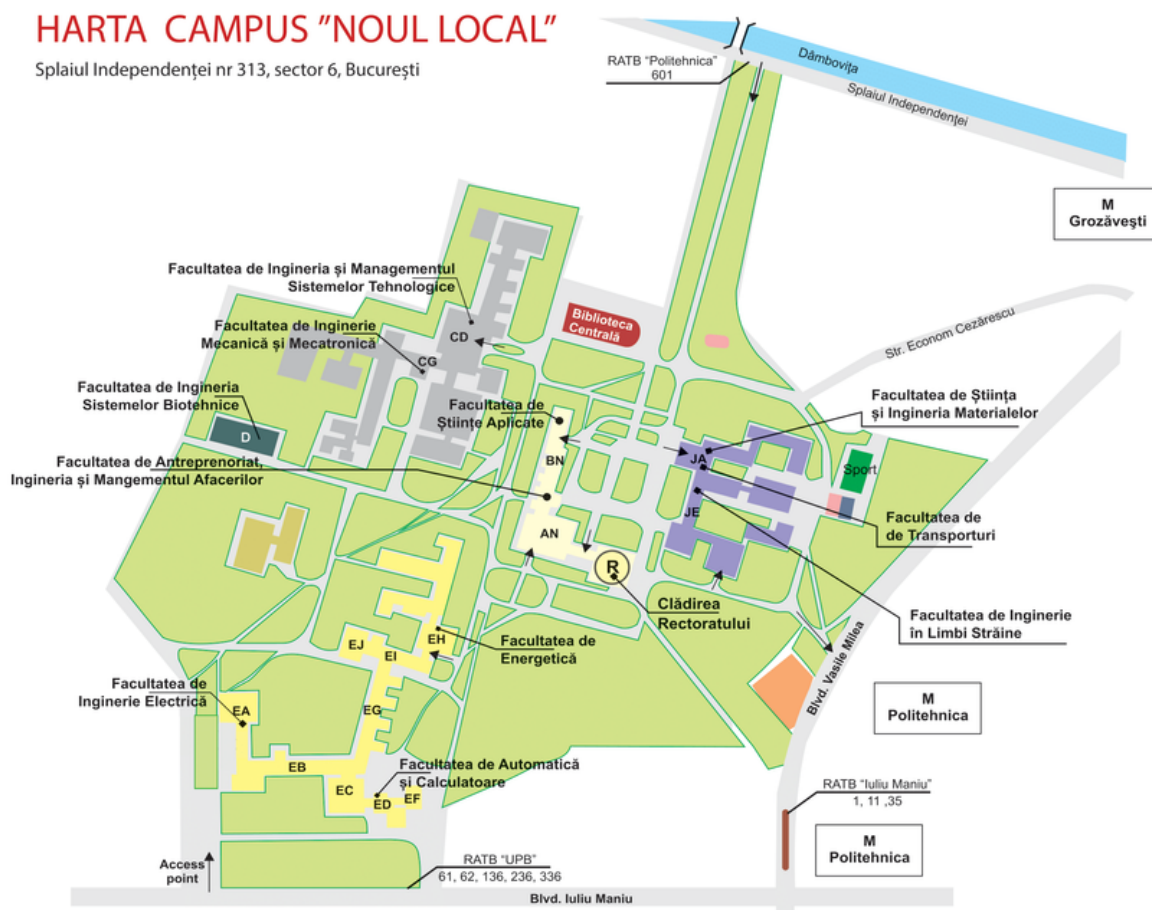 HARTA CAMPUS ”NOUL LOCAL”
Splaiul Independenței nr 313, sector 6, București
RATB “Politehnica”
601
Dâmbovița
Splaiul Independenței
M
Grozăvești
Facultatea de Ingineria și Managementul
Sistemelor Tehnologice
Biblioteca
Centrală
Facultatea de Inginerie
Mecanică și Mecatronică
CD
CG
Str. Econom Cezărescu
Facultatea de Ingineria
Sistemelor Biotehnice
Facultatea de
Științe Aplicate
Facultatea de Știința
și Ingineria Materialelor
D
Facultatea de Antreprenoriat,
Ingineria și Mangementul Afacerilor
BN
JA
Sport
JE
AN
Facultatea de
de Transporturi
R
Clădirea
Rectoratului
Facultatea de Inginerie
în Limbi Străine
EH
EJ
EI
Facultatea de
Energetică
Facultatea de
Inginerie Electrică
EA
EG
Blvd. Vasile Milea
M
Politehnica
EB
Facultatea de Automatică
și Calculatoare
EC
ED
EF
RATB “Iuliu Maniu”
1, 11 ,35
M
Politehnica
Access
point
RATB “UPB”
61, 62, 136, 236, 336
Blvd. Iuliu Maniu